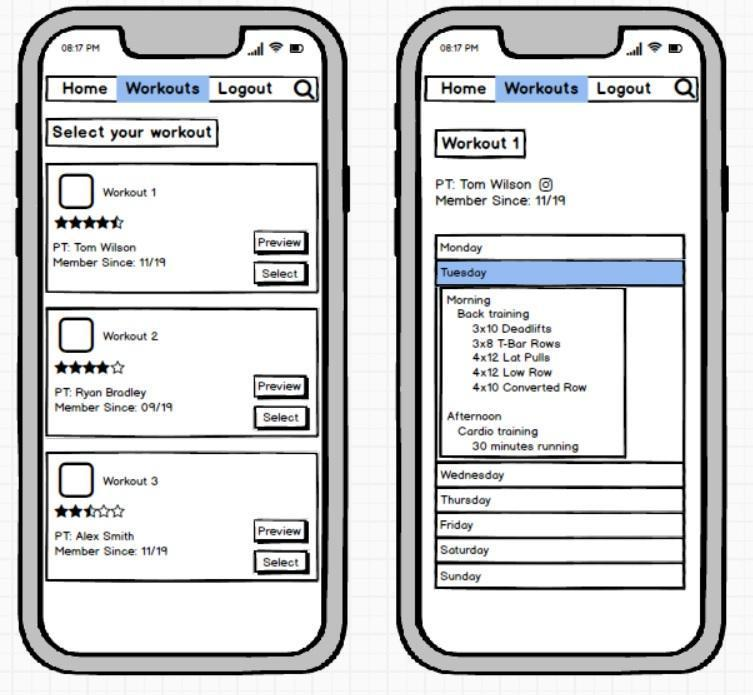 08:17 PM
Home Workouts Logout
Select your workout
Workout 1
PT: Tom Wilson
Member Since: 11/19
Preview
Select
Workout 2
PT: Ryan Bradley
Member Since: 09/19
Preview
Select
Workout 3
PT: Alex Smith
Member Since: 11/19
Preview
Select
08:17 PM
Home Workouts Logout
Workout 1
PT: Tom Wilson
Member Since: 11/19
Monday
Tuesday
Morning
Back training
3x10 Deadlifts
3x8 T-Bar Rows
4x12 Lat Pulls
4x12 Low Row
4x10 Converted Row
Afternoon
Cardio training
30 minutes running
Wednesday
Thursday
Friday
Saturday
Sunday